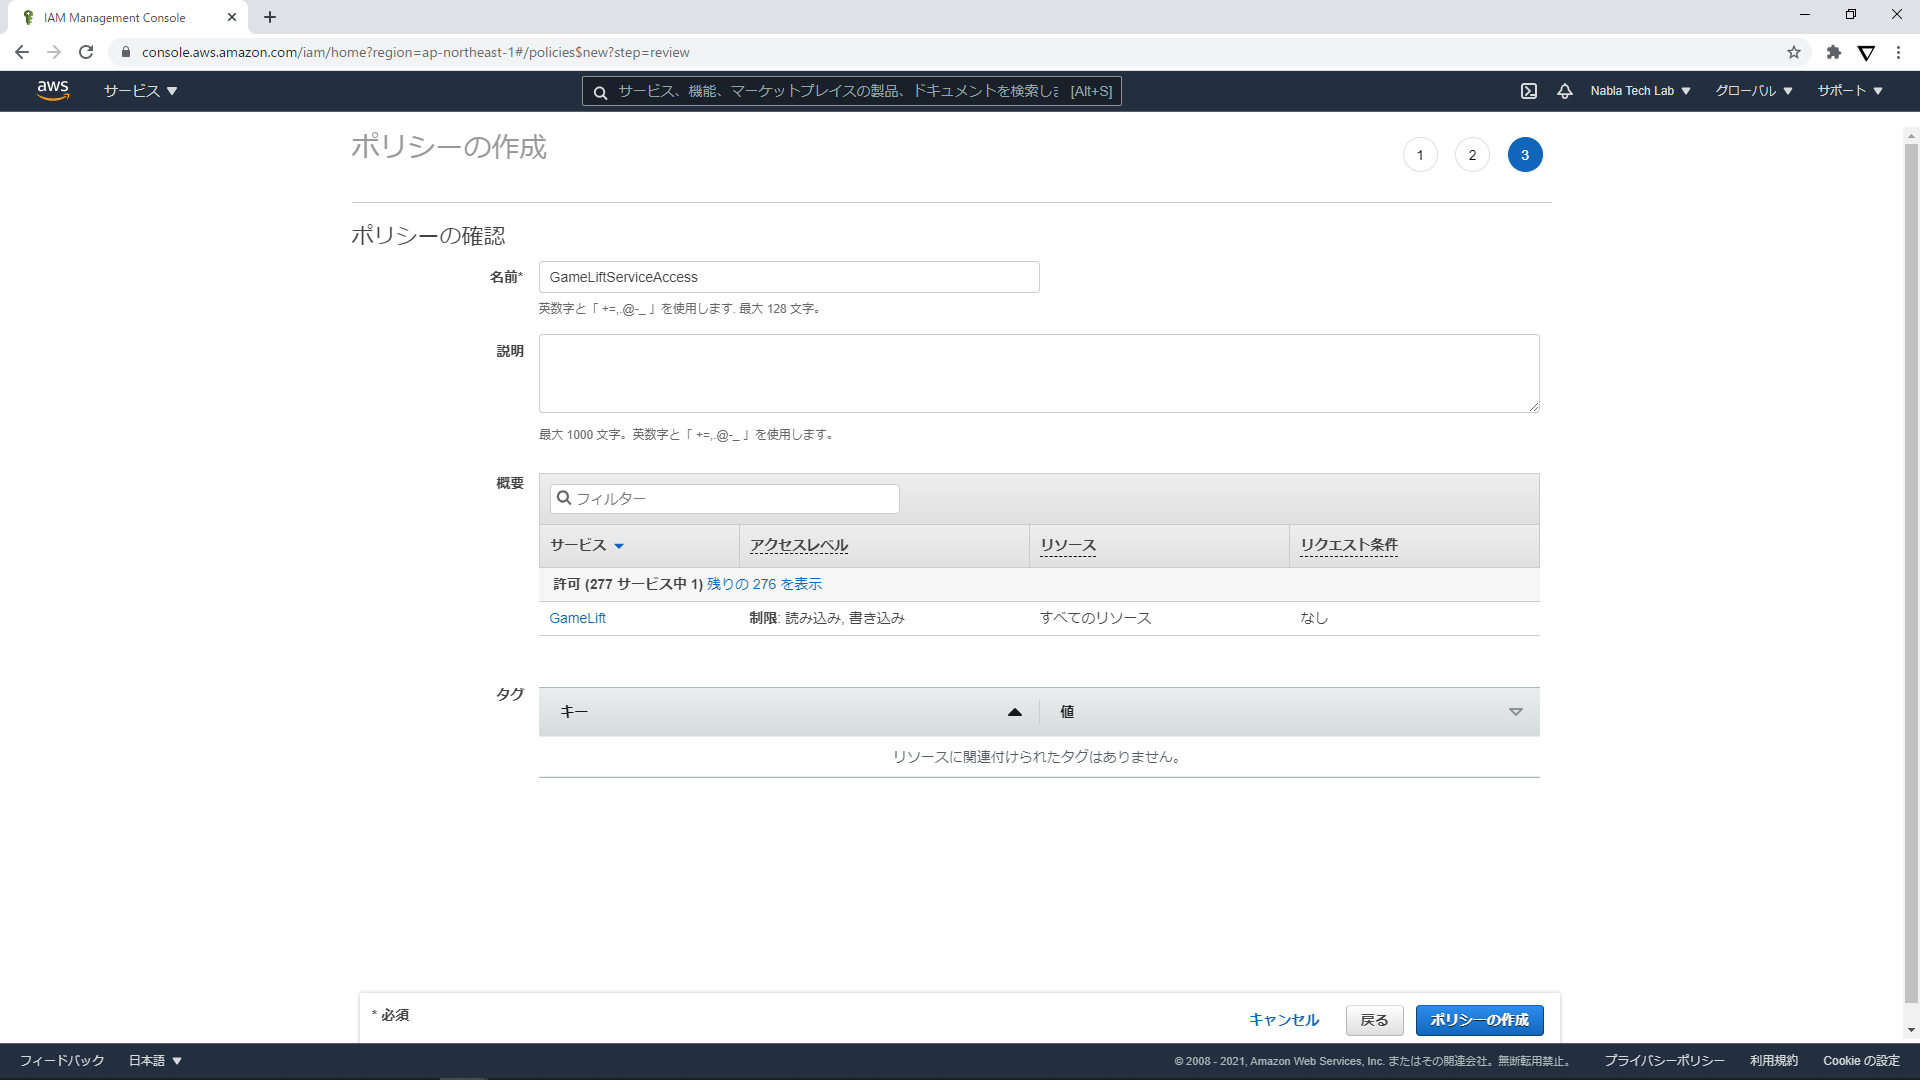 IAM Management Console
console.aws.amazon.com/iam/home?region=ap-northeast-1#/policies$new?step=review
aws
サービス
サービス、機能、マーケットプレイスの製品、ドキュメントを検索しま
[Alt+S]
Nabla Tech Lab
グローバル
サポート
ポリシーの作成
1
2
3
ポリシーの確認
名前*
GameLiftServiceAccess
英数字と「 +=,.@-_ 」を使用します. 最大 128 文字。
説明
最大 1000 文字。英数字と「 +=,.@-_ 」を使用します。
概要
フィルター
サービス
アクセスレベル
リソース
リクエスト条件
許可 (277 サービス中 1) 残りの 276 を表示
GameLift
制限: 読み込み, 書き込み
すべてのリソース
なし
タグ
キー
値
リソースに関連付けられたタグはありません。
* 必須
キャンセル
戻る
ポリシーの作成
フィードバック
日本語
© 2008 - 2021, Amazon Web Services, Inc. またはその関連会社。無断転用禁止。
プライバシーポリシー
利用規約
Cookie の設定